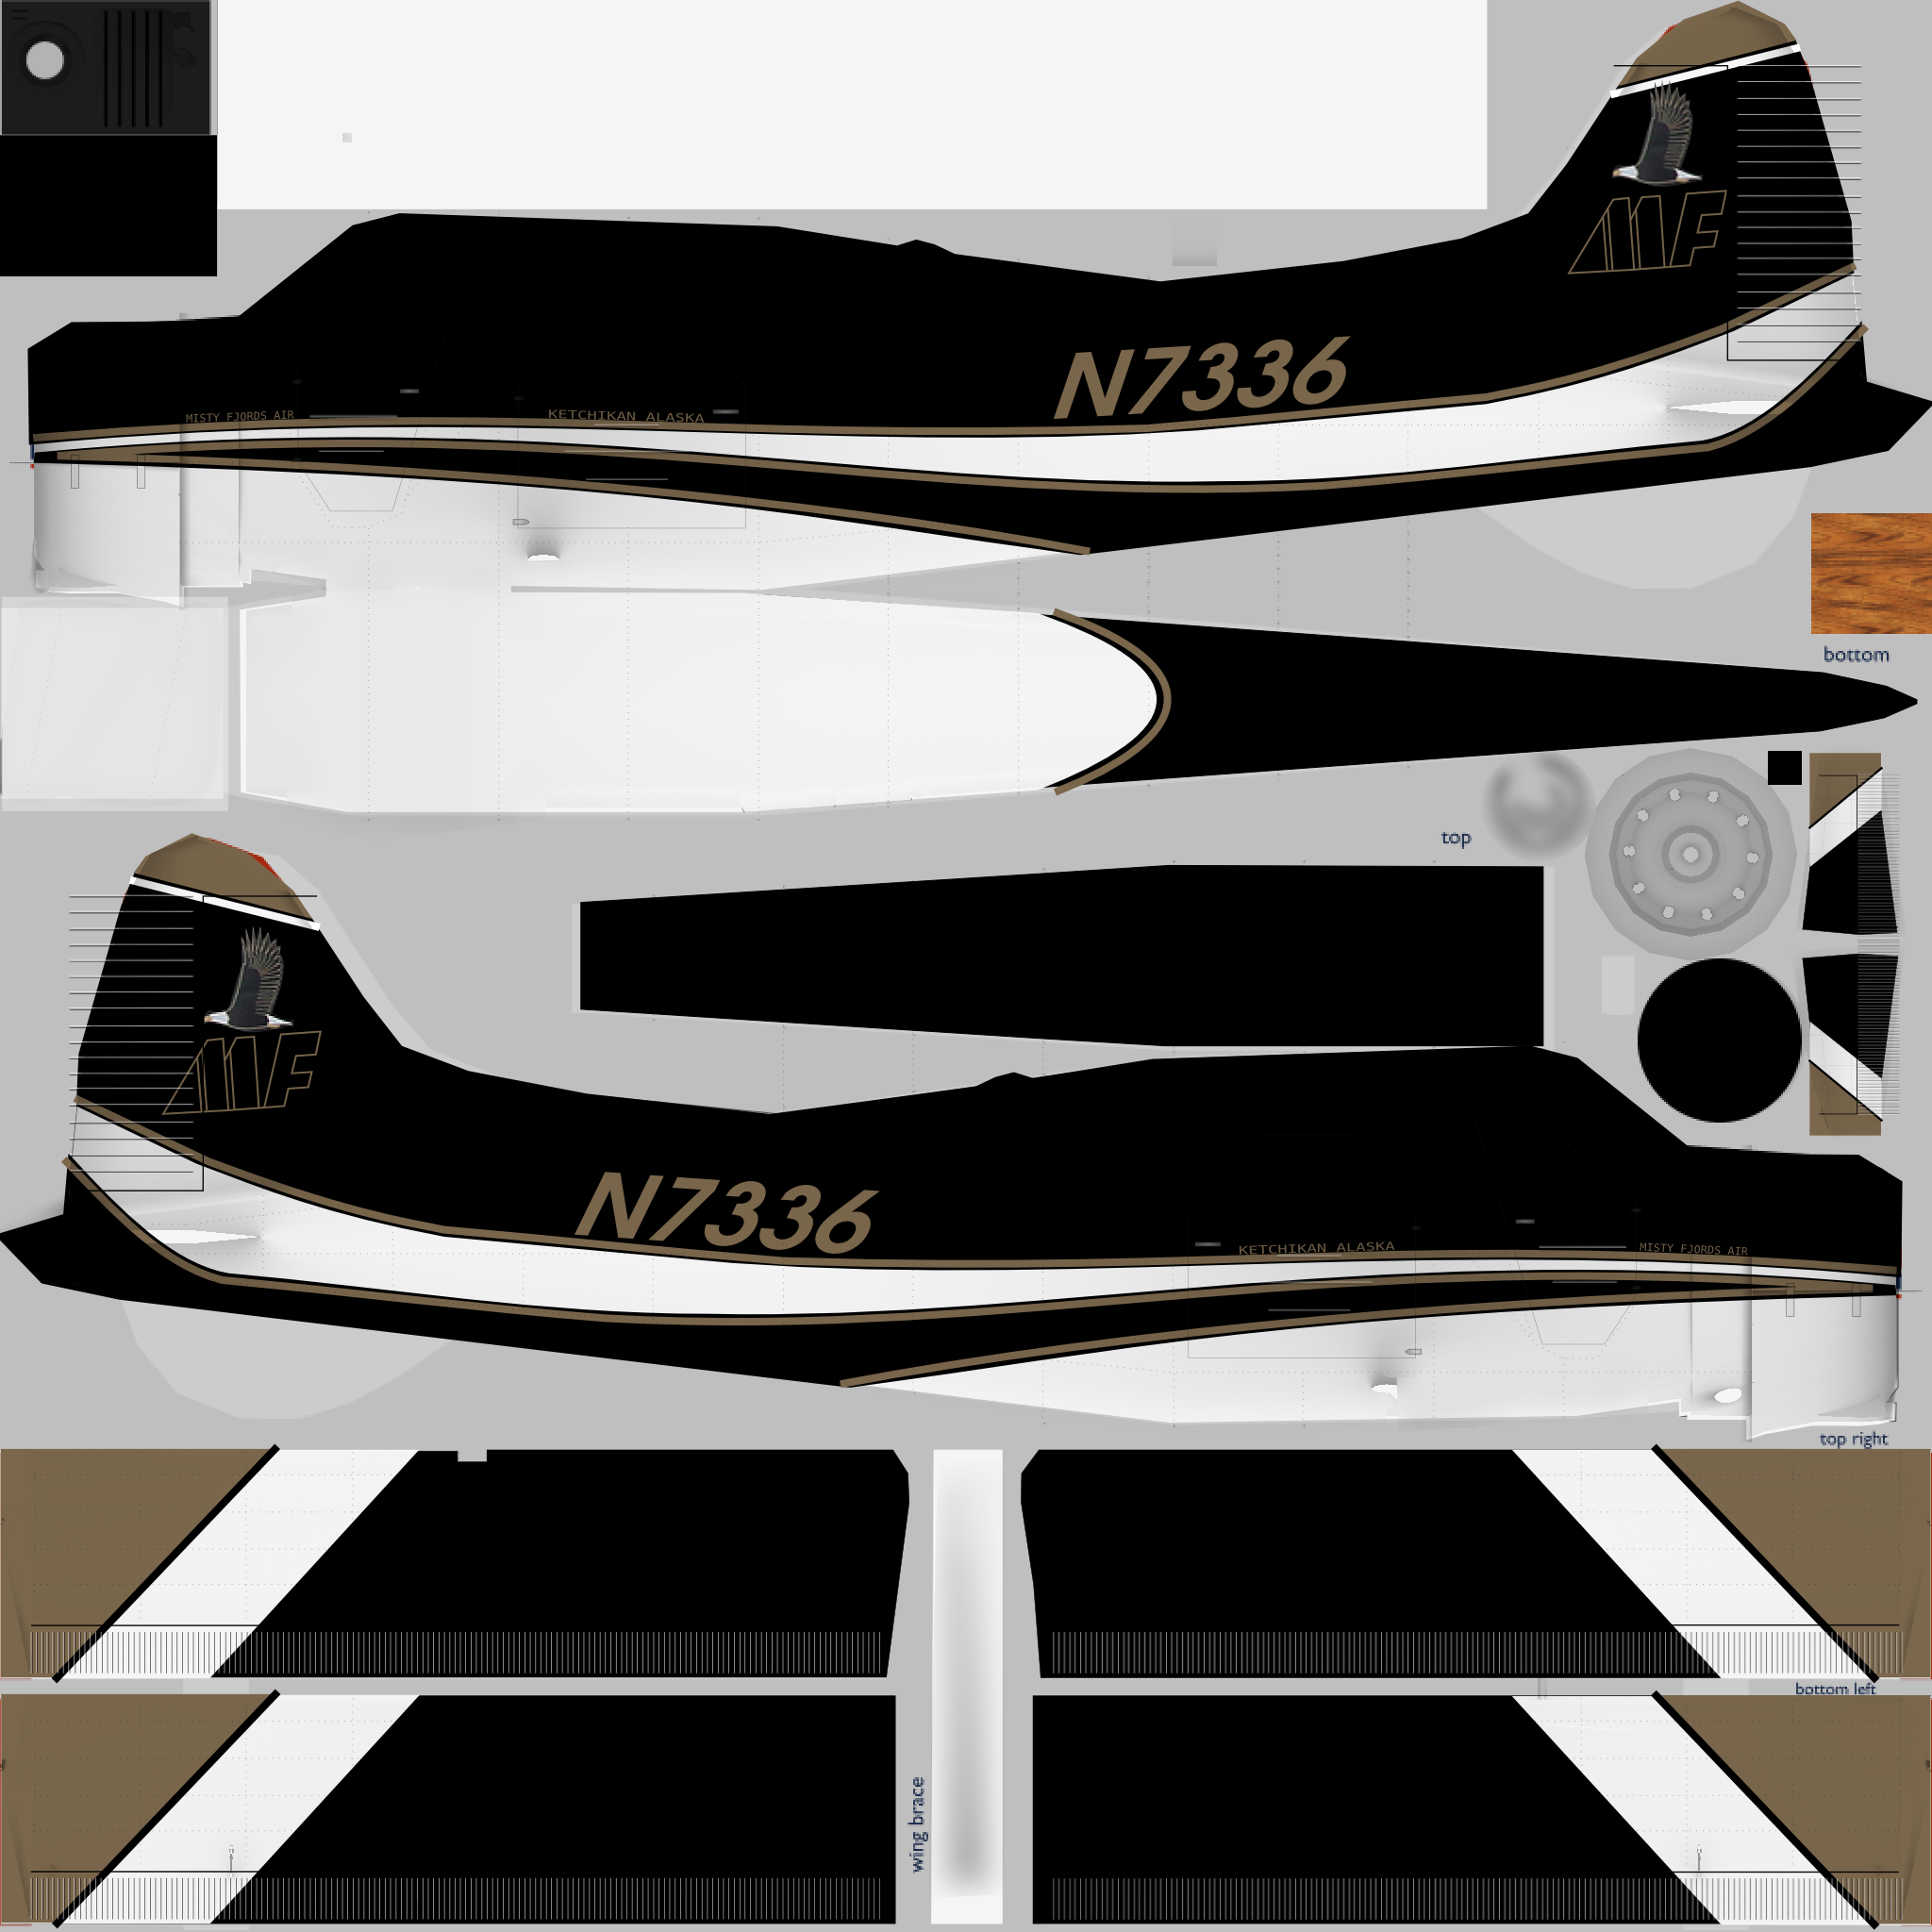 MF
N7336
MISTY FJORDS AIR
KETCHIKAN ALASKA
bottom
top
MF
N7336
KETCHIKAN ALASKA
MISTY FJORDS AIR
top right
bottom left
wing brace